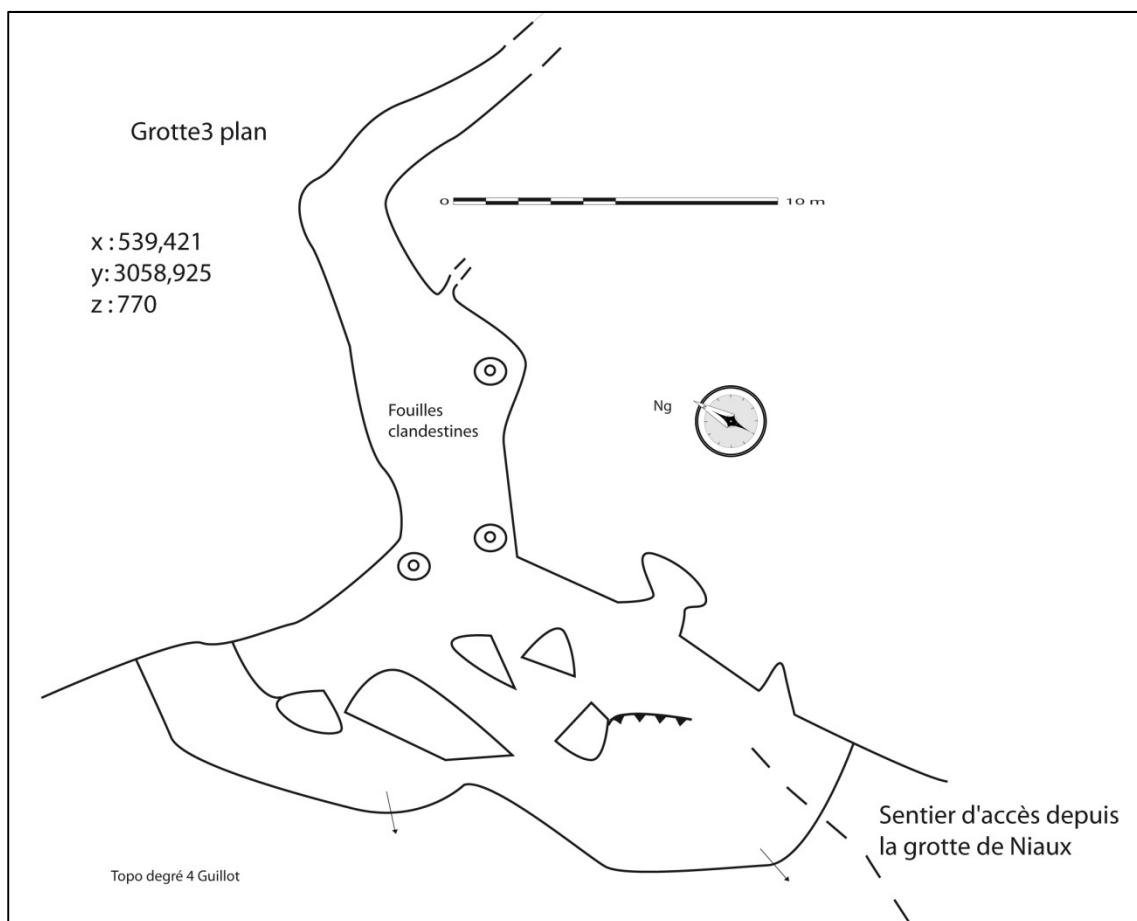 Grotte3 plan
0 10 m
x : 539,421
y: 3058,925
z : 770
Fouilles
clandestines
Ng
Sentier d'accès depuis
la grotte de Niaux
Topo degré 4 Guillot